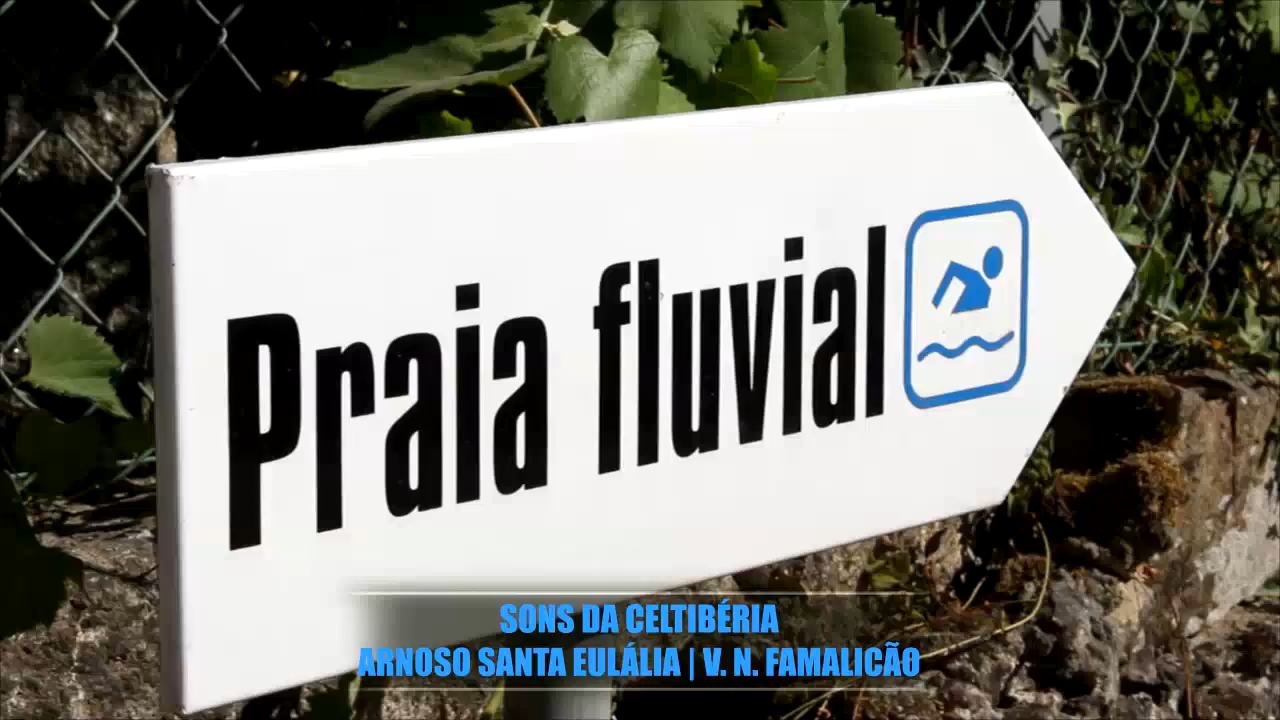 Praia fluvial
SONS DA CELTIBÉRIA
ARNOSO SANTA EULÁLIA | V. N. FAMALICÃO